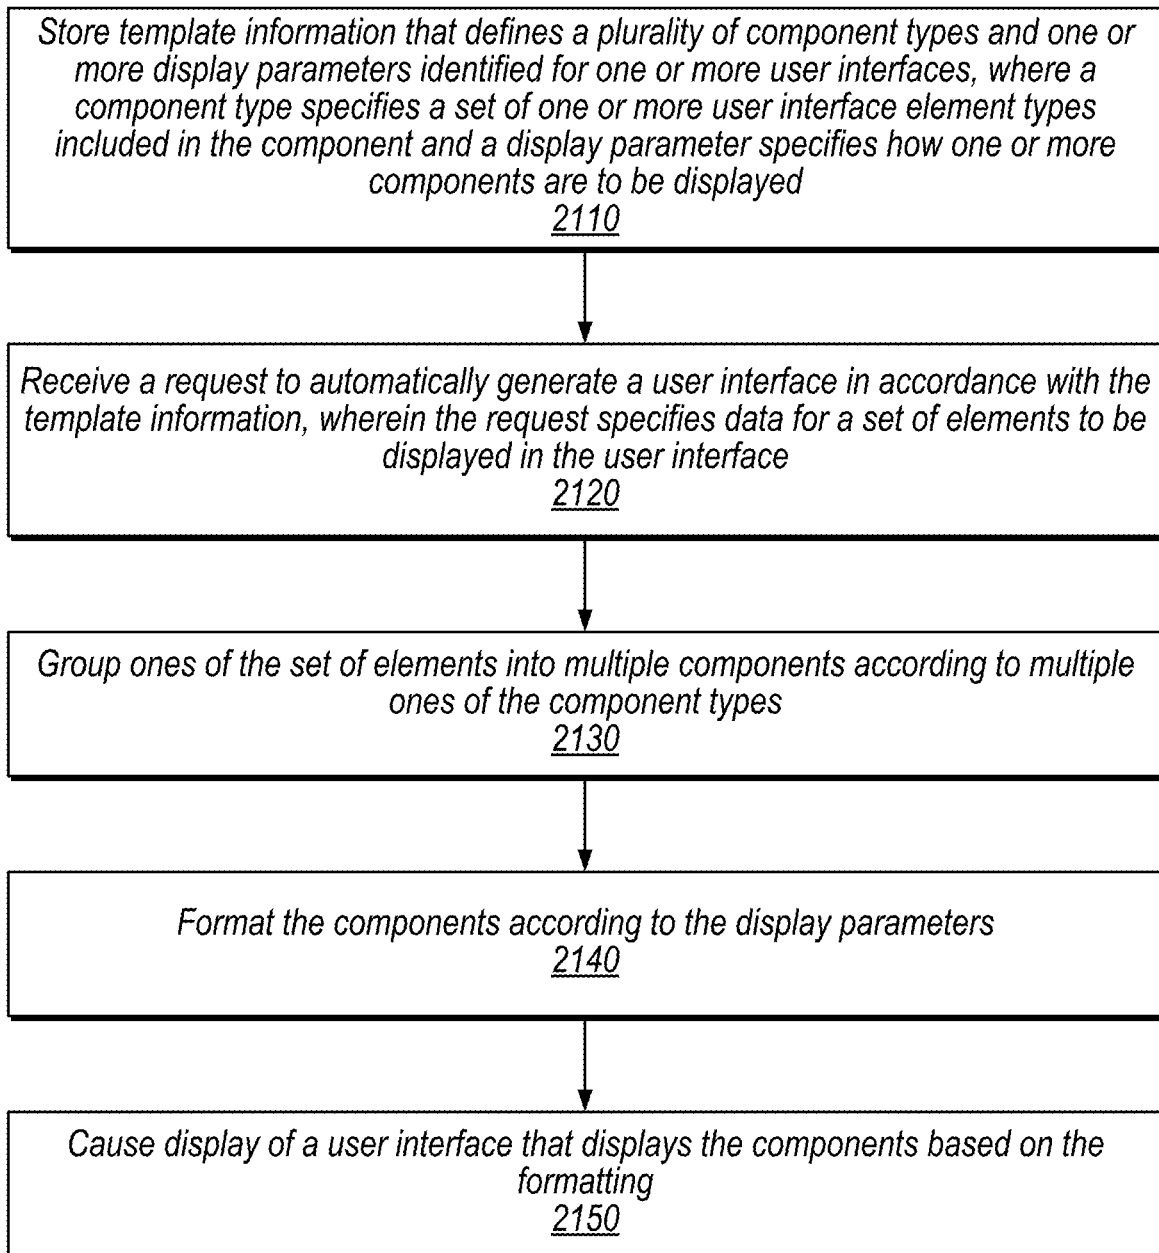 Store template information that defines a plurality of component types and one or
more display parameters identified for one or more user interfaces, where a
component type specifies a set of one or more user interface element types
included in the component and a display parameter specifies how one or more
components are to be displayed
2110
Receive a request to automatically generate a user interface in accordance with the
template information, wherein the request specifies data for a set of elements to be
displayed in the user interface
2120
Group ones of the set of elements into multiple components according to multiple
ones of the component types
2130
Format the components according to the display parameters
2140
Cause display of a user interface that displays the components based on the
formatting
2150